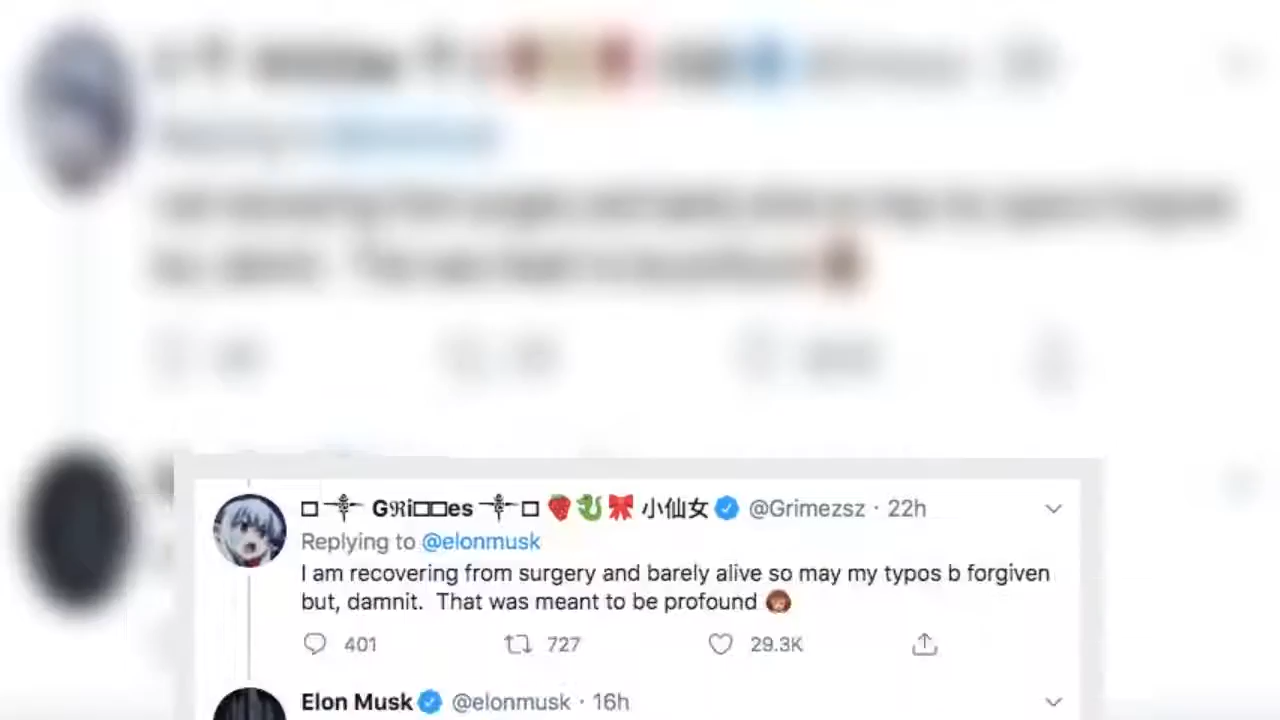 □⸸ Gℜi□□es ⸸□ 🍓🐉🎀 小仙女 @Grimezsz · 22h
Replying to @elonmusk
I am recovering from surgery and barely alive so may my typos b forgiven
but, damnit. That was meant to be profound
401 727 29.3K
Elon Musk @elonmusk · 16h